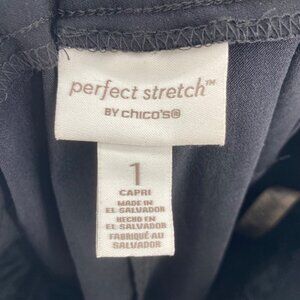 perfect stretch™
BY chico's®
1
CAPRI
MADE IN
EL SALVADOR
HECHO EN
EL SALVADOR
FABRIQUÉ AU
SALVADOR